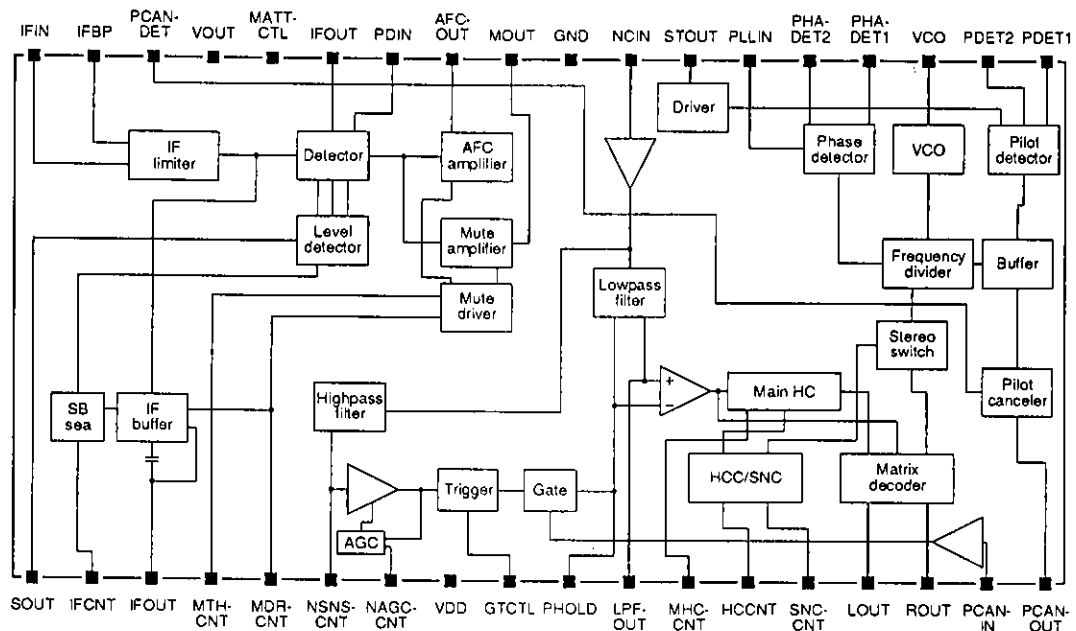 IFIN
IFBP
PCAN-
DET
VOUT
MATT-
CTL
IFOUT
PDIN
AFC-
OUT
MOUT
GND
NCIN
STOUT
PLLIN
PHA-
DET2
PHA-
DET1
VCO
PDET2
PDET1
Driver
IF
limiter
Detector
AFC
amplifier
Phase
detector
VCO
Pilot
detector
Level
detector
Mute
amplifier
Mute
driver
Lowpass
filter
Frequency
divider
Buffer
Stereo
switch
SB
sea
IF
buffer
Highpass
filter
+
−
Main HC
Pilot
canceler
AGC
Trigger
Gate
HCC/SNC
Matrix
decoder
SOUT
IFCNT
IFOUT
MTH-
CNT
MDR-
CNT
NSNS-
CNT
NAGC-
CNT
VDD
GTCTL
PHOLD
LPF-
OUT
MHC-
CNT
HCCNT
SNC-
CNT
LOUT
ROUT
PCAN-
IN
PCAN-
OUT